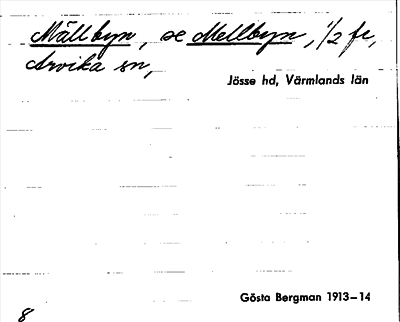 Mällbyn, se Mellbyn, 1/2 fr,
Arvika sn,
Jösse hd, Värmlands län
Gösta Bergman 1913–14
8